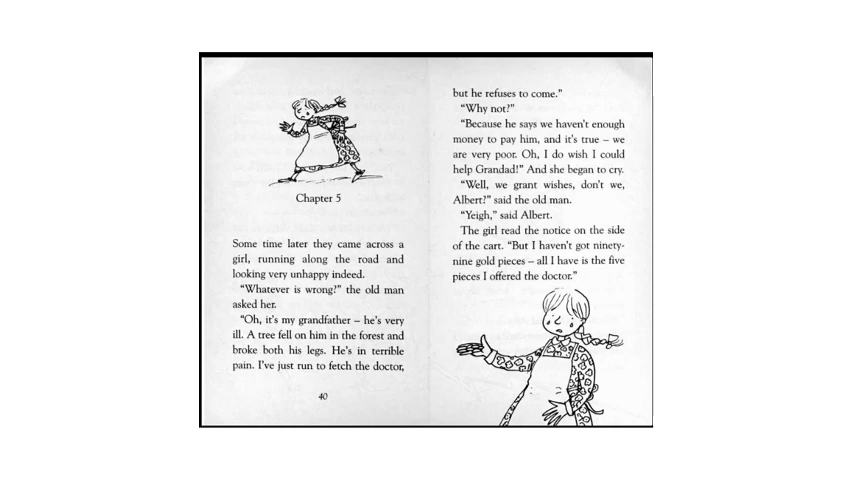 Chapter 5
Some time later they came across a
girl, running along the road and
looking very unhappy indeed.
"Whatever is wrong?" the old man
asked her.
"Oh, it's my grandfather – he's very
ill. A tree fell on him in the forest and
broke both his legs. He's in terrible
pain. I've just run to fetch the doctor,
40
but he refuses to come."
"Why not?"
"Because he says we haven't enough
money to pay him, and it's true – we
are very poor. Oh, I do wish I could
help Grandad!" And she began to cry.
"Well, we grant wishes, don't we,
Albert?" said the old man.
"Yeigh," said Albert.
The girl read the notice on the side
of the cart. "But I haven't got ninety-
nine gold pieces – all I have is the five
pieces I offered the doctor."